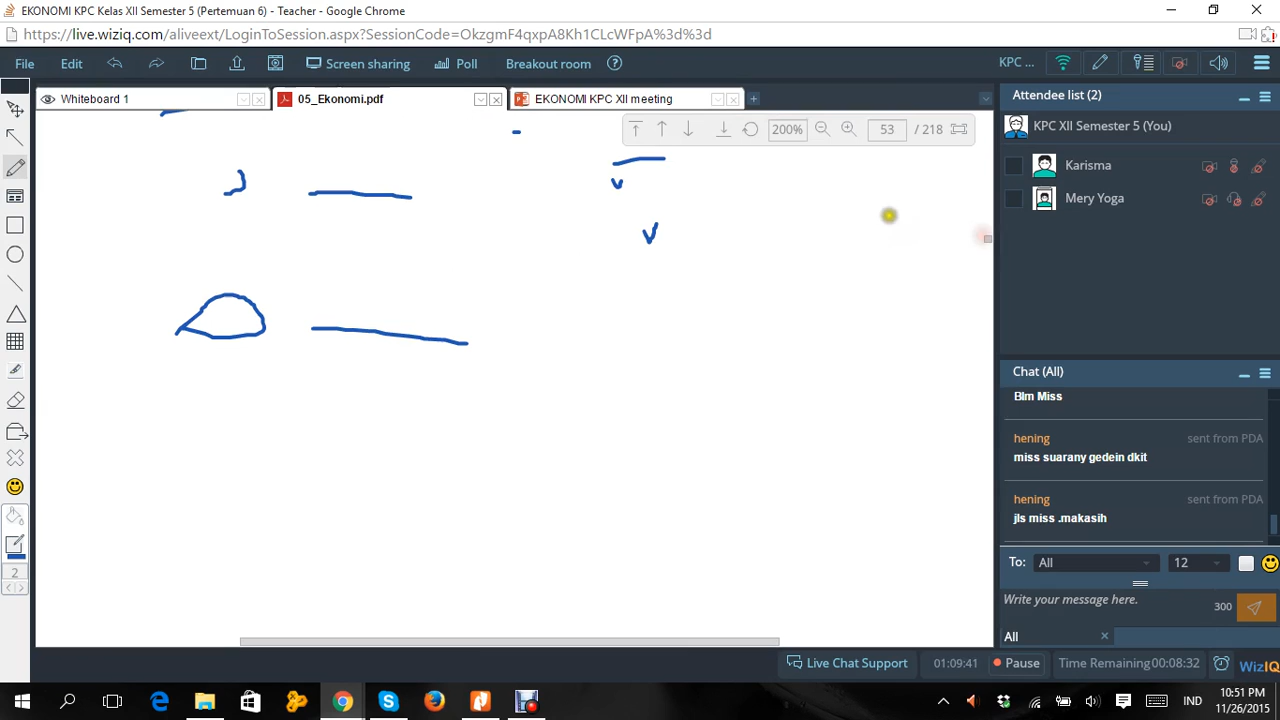 EKONOMI KPC Kelas XII Semester 5 (Pertemuan 6) - Teacher - Google Chrome
https://live.wiziq.com/aliveext/LoginToSession.aspx?SessionCode=OkzgmF4qxpA8Kh1CLcWFpA%3d%3d
File Edit Screen sharing Poll Breakout room ? KPC ...
Whiteboard 1 05_Ekonomi.pdf EKONOMI KPC XII meeting
200% 53 / 218
Attendee list (2)
KPC XII Semester 5 (You)
Karisma
Mery Yoga
Chat (All)
Blm Miss
hening sent from PDA
miss suarany gedein dkit
hening sent from PDA
jls miss .makasih
To: All 12
Write your message here. 300
All
2
Live Chat Support 01:09:41 Pause Time Remaining 00:08:32 WizIQ
IND 10:51 PM
11/26/2015